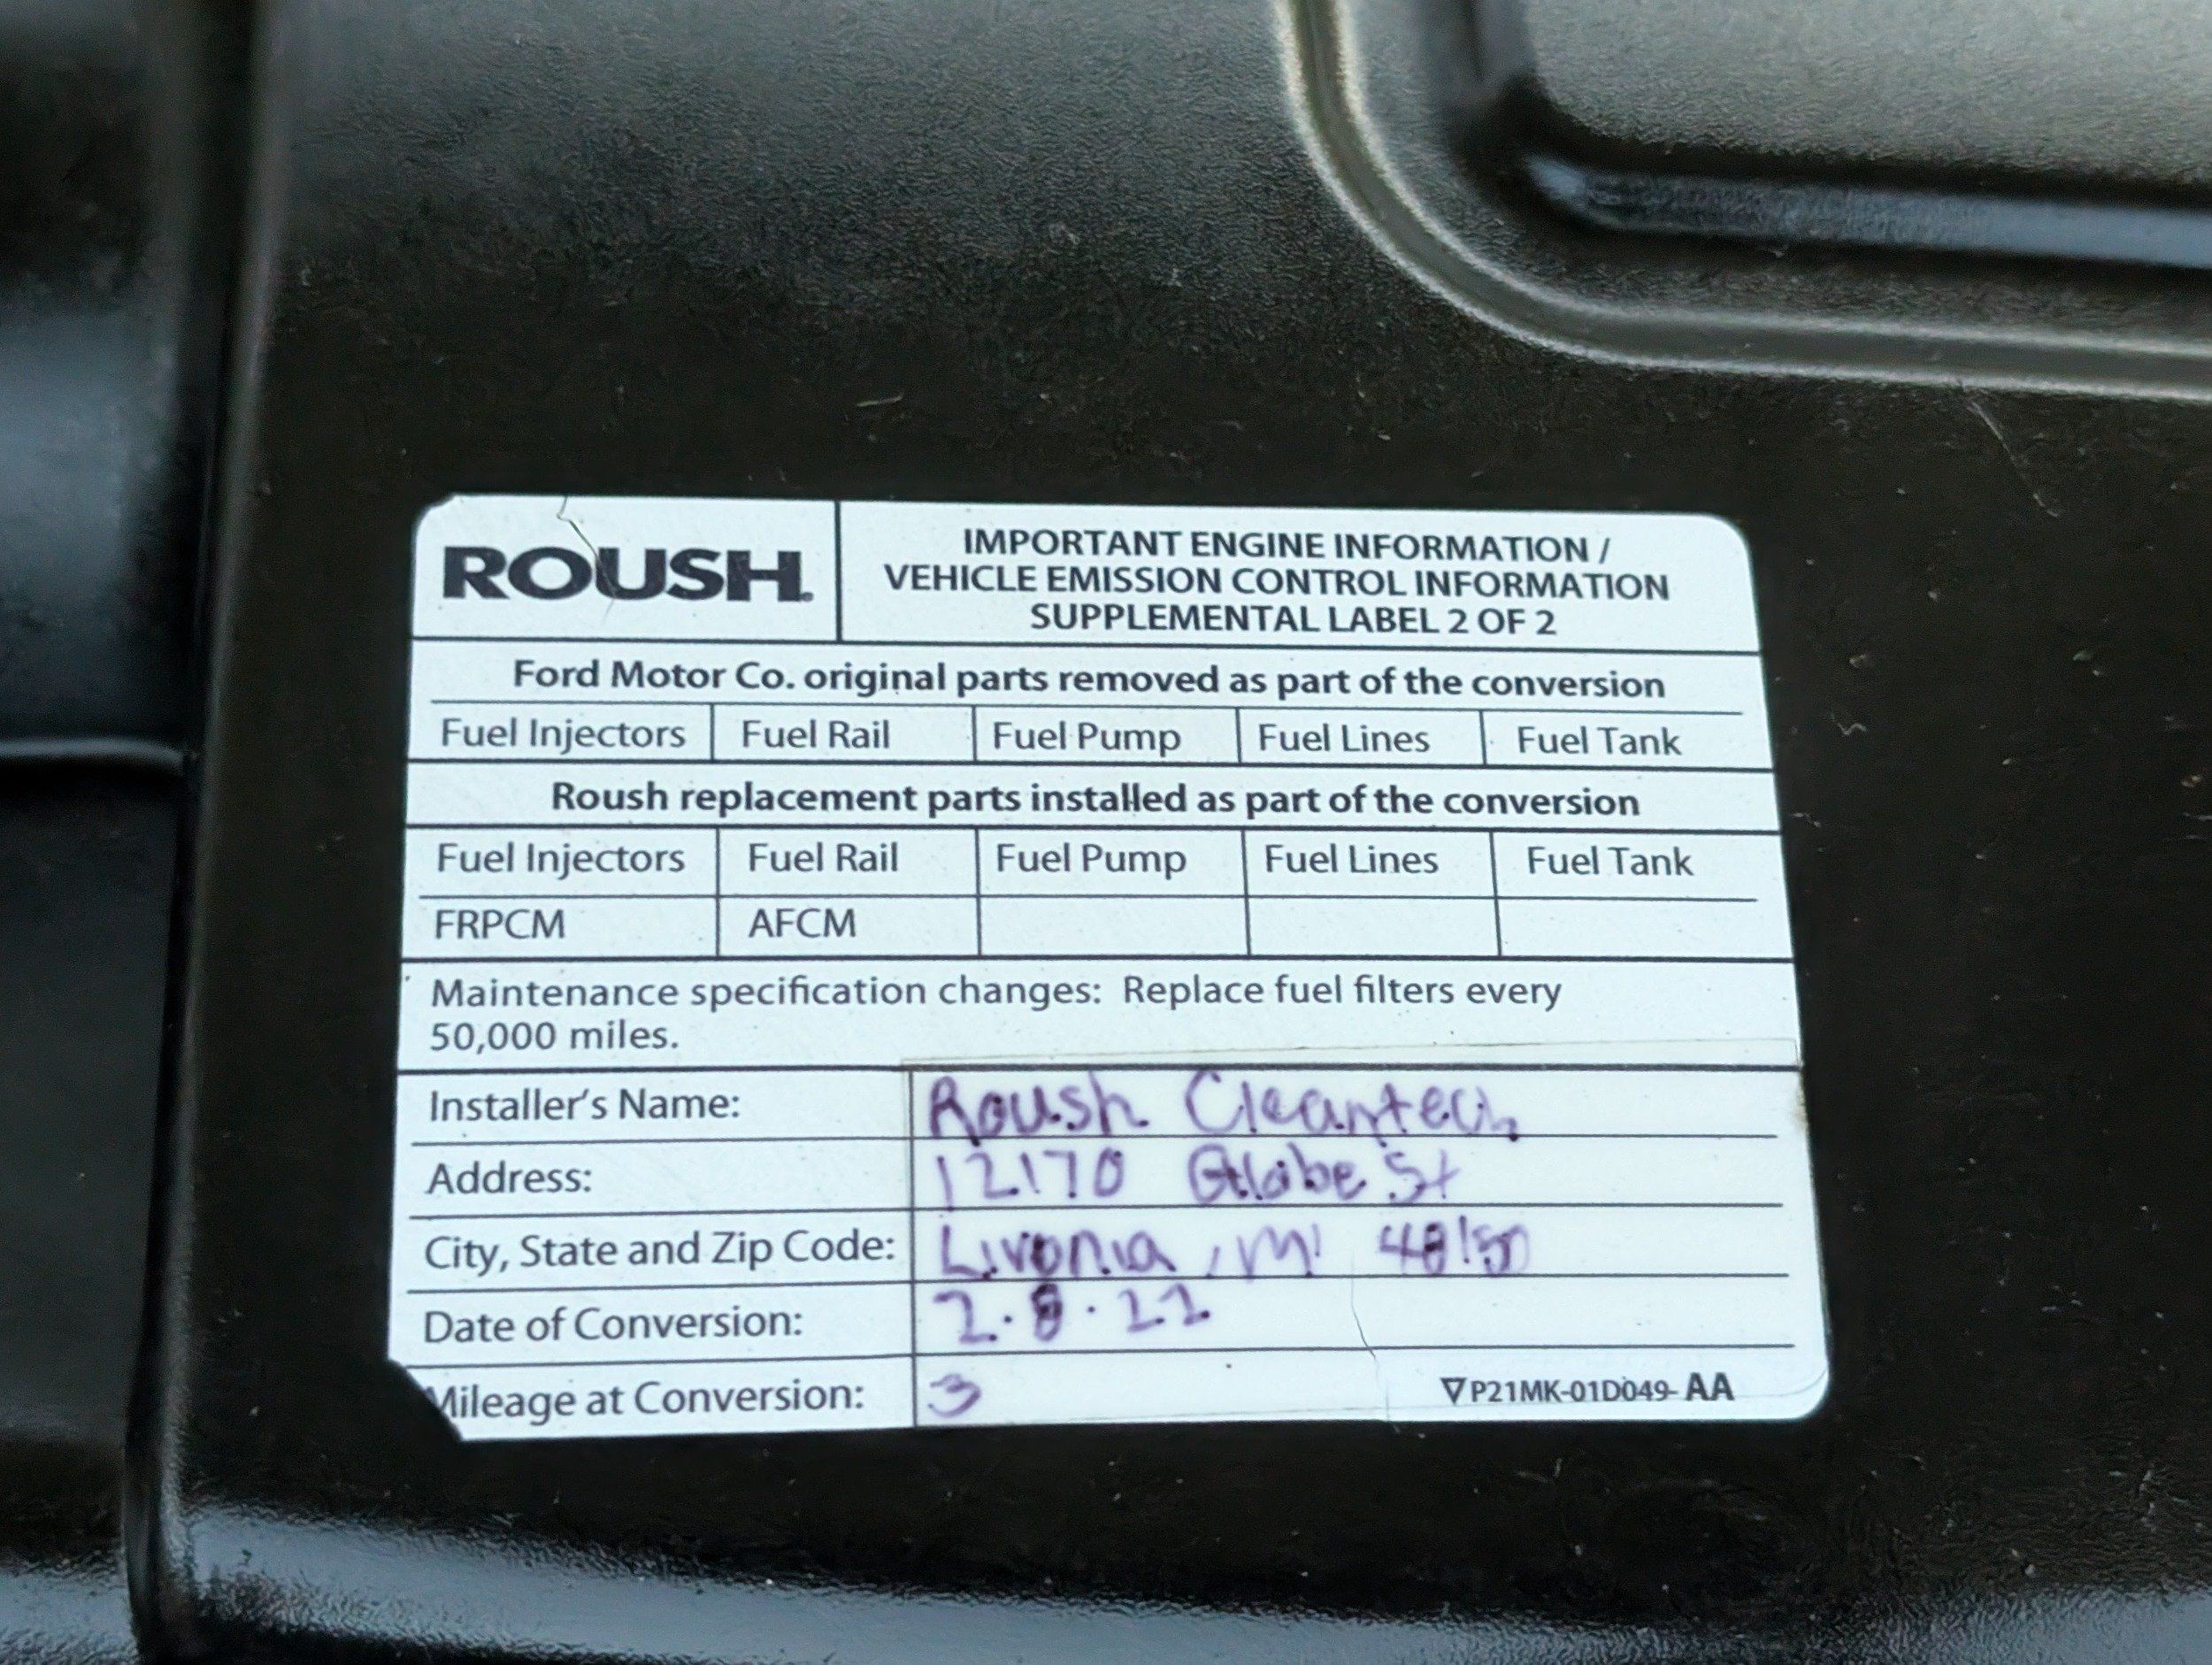 ROUSH®
IMPORTANT ENGINE INFORMATION /
VEHICLE EMISSION CONTROL INFORMATION
SUPPLEMENTAL LABEL 2 OF 2
Ford Motor Co. original parts removed as part of the conversion
Fuel Injectors Fuel Rail Fuel Pump Fuel Lines Fuel Tank
Roush replacement parts installed as part of the conversion
Fuel Injectors Fuel Rail Fuel Pump Fuel Lines Fuel Tank
FRPCM AFCM
Maintenance specification changes: Replace fuel filters every
50,000 miles.
Installer's Name: Roush Cleantech
Address: 12170 Globe St
City, State and Zip Code: Livonia, MI 48150
Date of Conversion: 2.8.22
Mileage at Conversion: 3
P21MK-01D049-AA